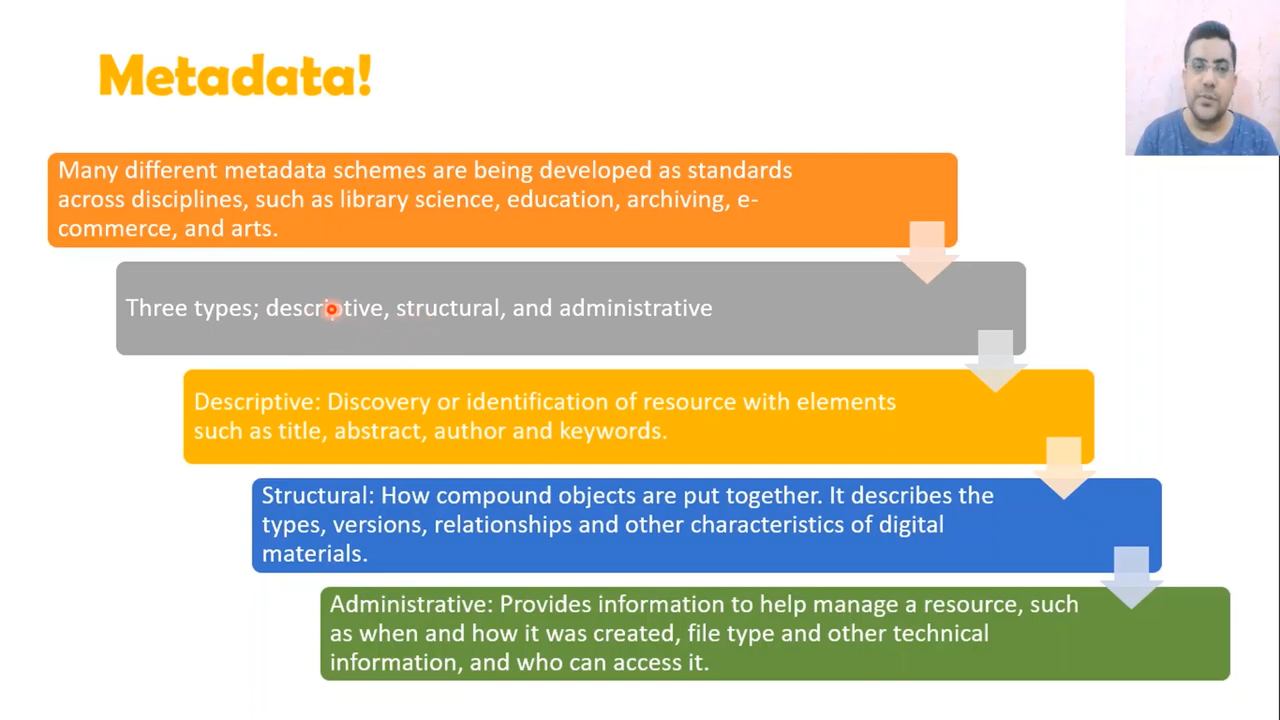 Metadata!
Many different metadata schemes are being developed as standards
across disciplines, such as library science, education, archiving, e-
commerce, and arts.
Three types; descriptive, structural, and administrative
Descriptive: Discovery or identification of resource with elements
such as title, abstract, author and keywords.
Structural: How compound objects are put together. It describes the
types, versions, relationships and other characteristics of digital
materials.
Administrative: Provides information to help manage a resource, such
as when and how it was created, file type and other technical
information, and who can access it.